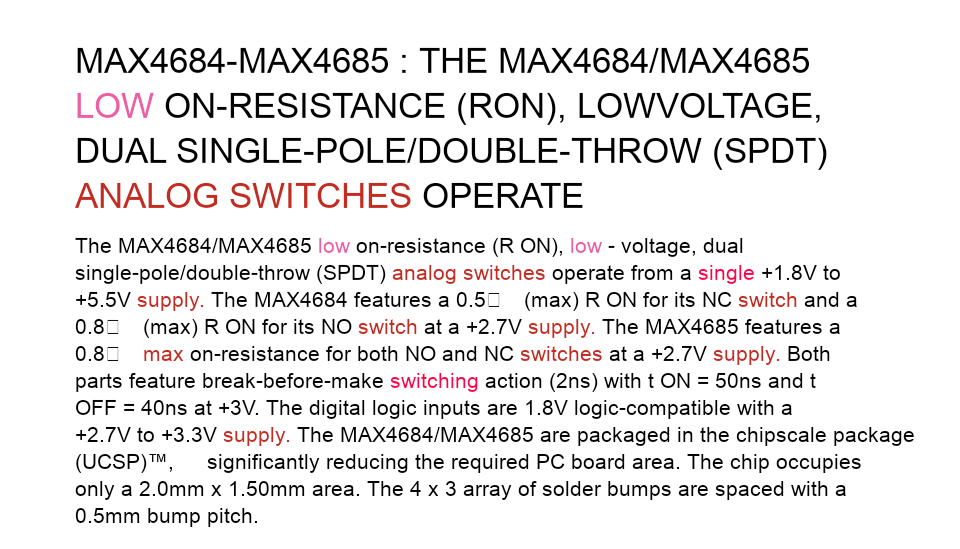 MAX4684-MAX4685 : THE MAX4684/MAX4685
LOW ON-RESISTANCE (RON), LOWVOLTAGE,
DUAL SINGLE-POLE/DOUBLE-THROW (SPDT)
ANALOG SWITCHES OPERATE
The MAX4684/MAX4685 low on-resistance (R ON), low - voltage, dual
single-pole/double-throw (SPDT) analog switches operate from a single +1.8V to
+5.5V supply. The MAX4684 features a 0.5□ (max) R ON for its NC switch and a
0.8□ (max) R ON for its NO switch at a +2.7V supply. The MAX4685 features a
0.8□ max on-resistance for both NO and NC switches at a +2.7V supply. Both
parts feature break-before-make switching action (2ns) with t ON = 50ns and t
OFF = 40ns at +3V. The digital logic inputs are 1.8V logic-compatible with a
+2.7V to +3.3V supply. The MAX4684/MAX4685 are packaged in the chipscale package
(UCSP)™, significantly reducing the required PC board area. The chip occupies
only a 2.0mm x 1.50mm area. The 4 x 3 array of solder bumps are spaced with a
0.5mm bump pitch.